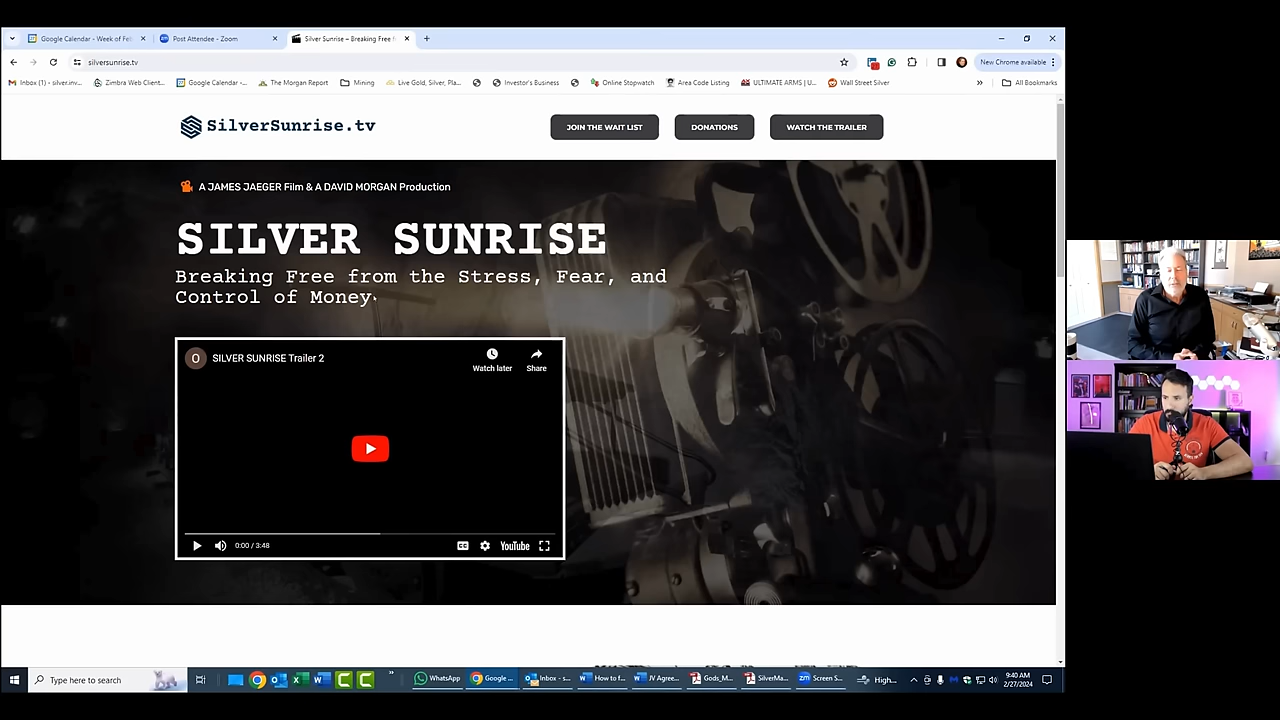 Google Calendar - Week of Fe
Post Attendee - Zoom
Silver Sunrise – Breaking Free
silversunrise.tv
New Chrome available
Inbox (1) - silver.inv...
Zimbra Web Client...
Google Calendar -...
The Morgan Report
Mining
Live Gold, Silver, Pla...
Investor's Business
Online Stopwatch
Area Code Listing
ULTIMATE ARMS | U...
Wall Street Silver
All Bookmarks
SilverSunrise.tv
JOIN THE WAIT LIST
DONATIONS
WATCH THE TRAILER
A JAMES JAEGER Film & A DAVID MORGAN Production
SILVER SUNRISE
Breaking Free from the Stress, Fear, and
Control of Money
O
SILVER SUNRISE Trailer 2
Watch later
Share
0:00 / 3:48
CC
YouTube
Type here to search
WhatsApp
Google ...
Inbox - s...
How to f...
JV Agree...
Gods_M...
SilverMa...
Screen S...
High...
9:40 AM
2/27/2024